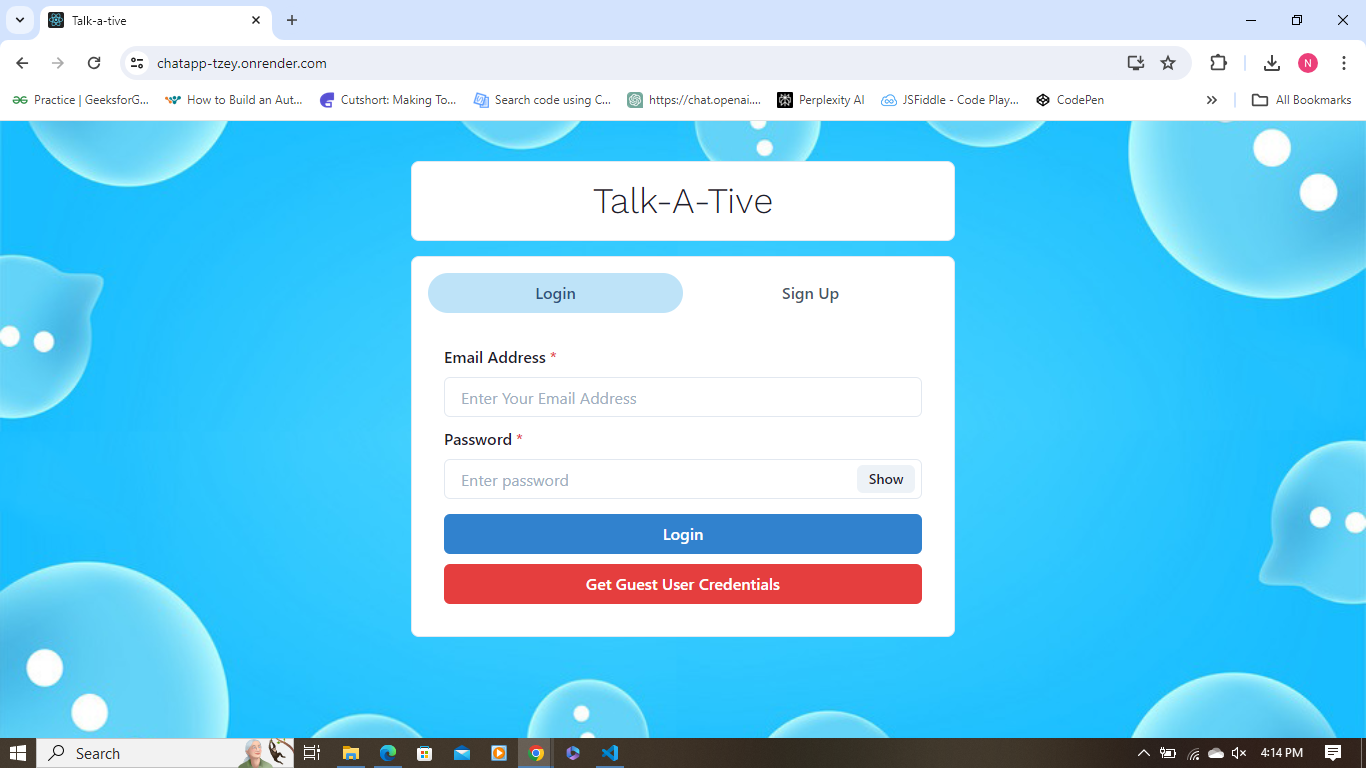 Talk-a-tive
chatapp-tzey.onrender.com
N
Practice | GeeksforG... How to Build an Aut... Cutshort: Making To... Search code using C... https://chat.openai.... Perplexity AI JSFiddle - Code Play... CodePen » All Bookmarks
Talk-A-Tive
Login Sign Up
Email Address *
Enter Your Email Address
Password *
Enter password Show
Login
Get Guest User Credentials
Search 4:14 PM